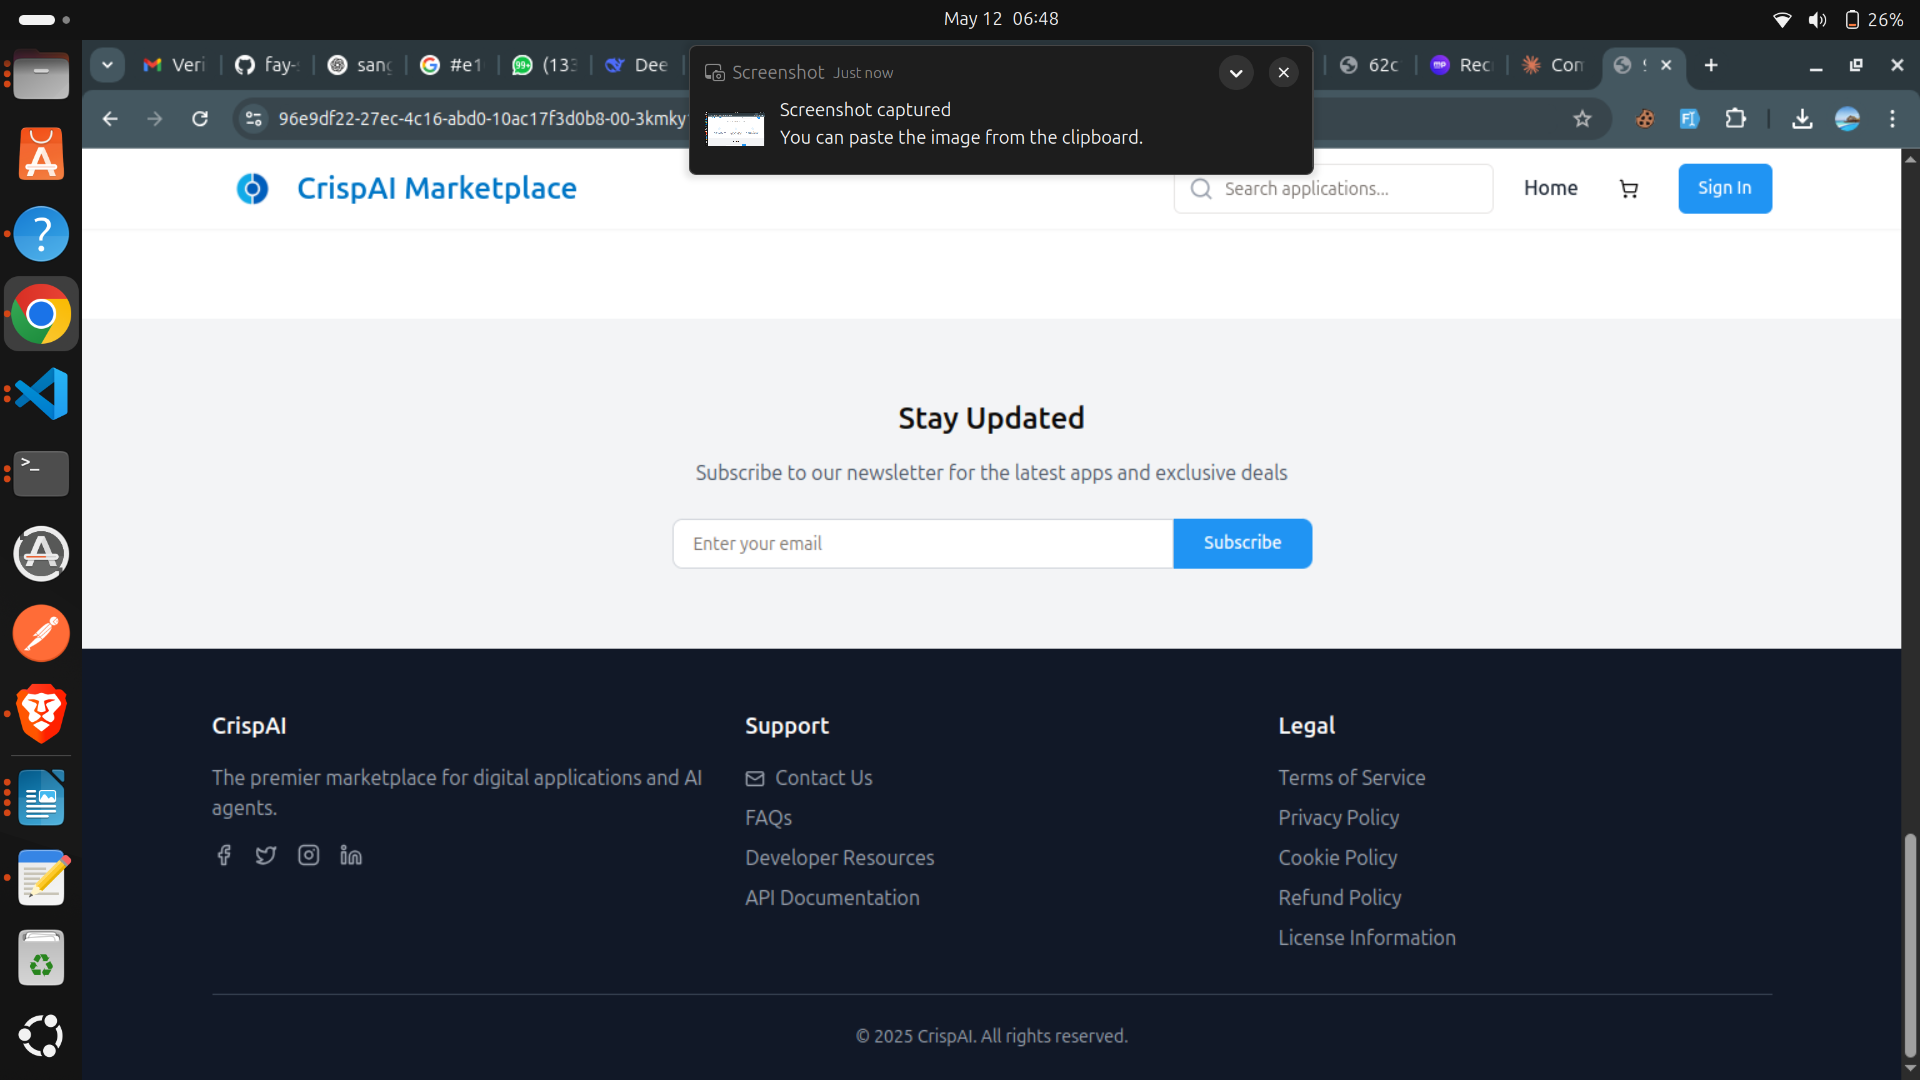 May 12 06:48
26%
Veri
fay-
sang
#e1
(133
Dee
62c
Rec
Con
Screenshot Just now
Screenshot captured
You can paste the image from the clipboard.
96e9df22-27ec-4c16-abd0-10ac17f3d0b8-00-3kmky
CrispAI Marketplace
Search applications...
Home
Sign In
Stay Updated
Subscribe to our newsletter for the latest apps and exclusive deals
Enter your email
Subscribe
CrispAI
The premier marketplace for digital applications and AI
agents.
Support
Contact Us
FAQs
Developer Resources
API Documentation
Legal
Terms of Service
Privacy Policy
Cookie Policy
Refund Policy
License Information
© 2025 CrispAI. All rights reserved.